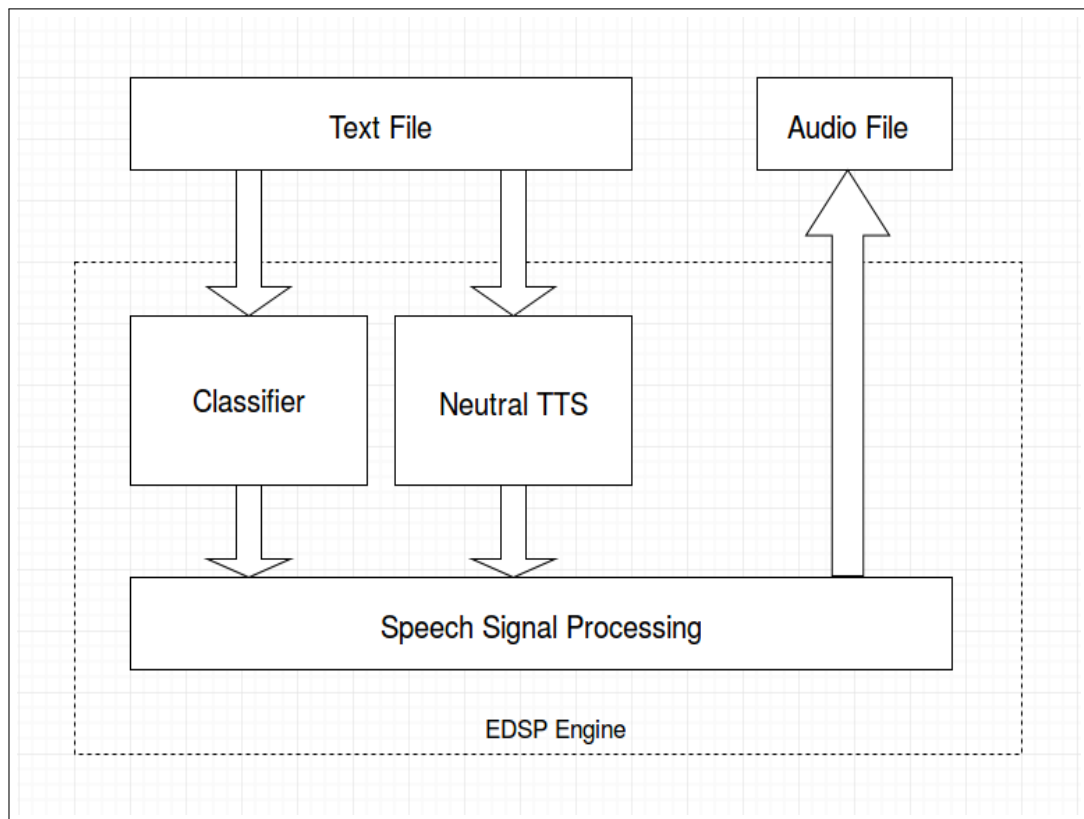 Text File
Audio File
Classifier
Neutral TTS
Speech Signal Processing
EDSP Engine